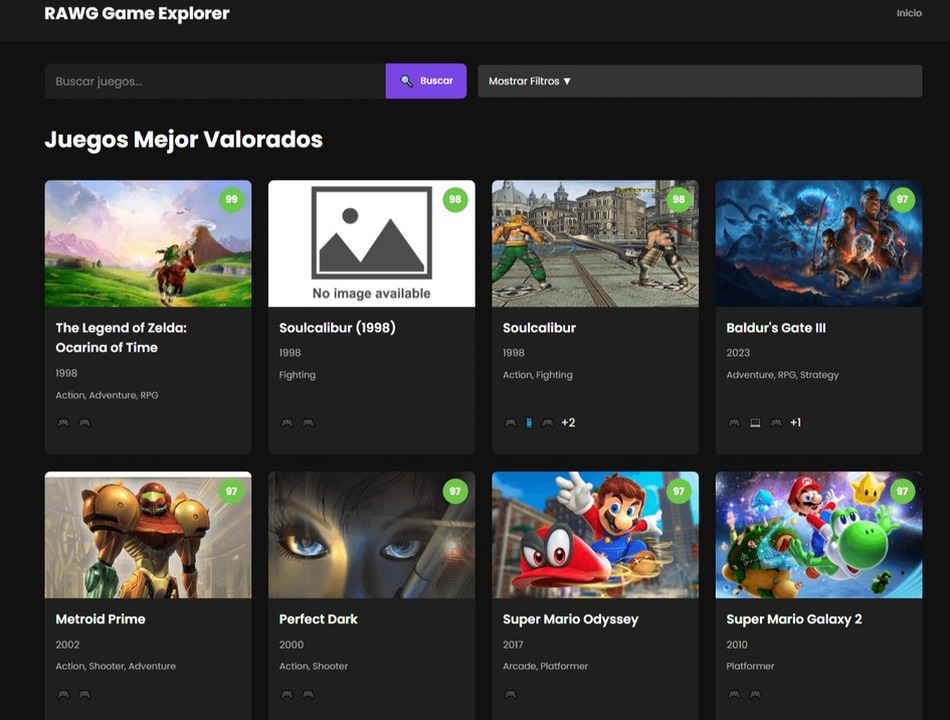 RAWG Game Explorer
Inicio
Buscar juegos...
Buscar
Mostrar Filtros ▼
Juegos Mejor Valorados
99
98
98
97
No image available
The Legend of Zelda:
Ocarina of Time
1998
Action, Adventure, RPG
Soulcalibur (1998)
1998
Fighting
Soulcalibur
1998
Action, Fighting
+2
Baldur's Gate III
2023
Adventure, RPG, Strategy
+1
97
97
97
97
Metroid Prime
2002
Action, Shooter, Adventure
Perfect Dark
2000
Action, Shooter
Super Mario Odyssey
2017
Arcade, Platformer
Super Mario Galaxy 2
2010
Platformer